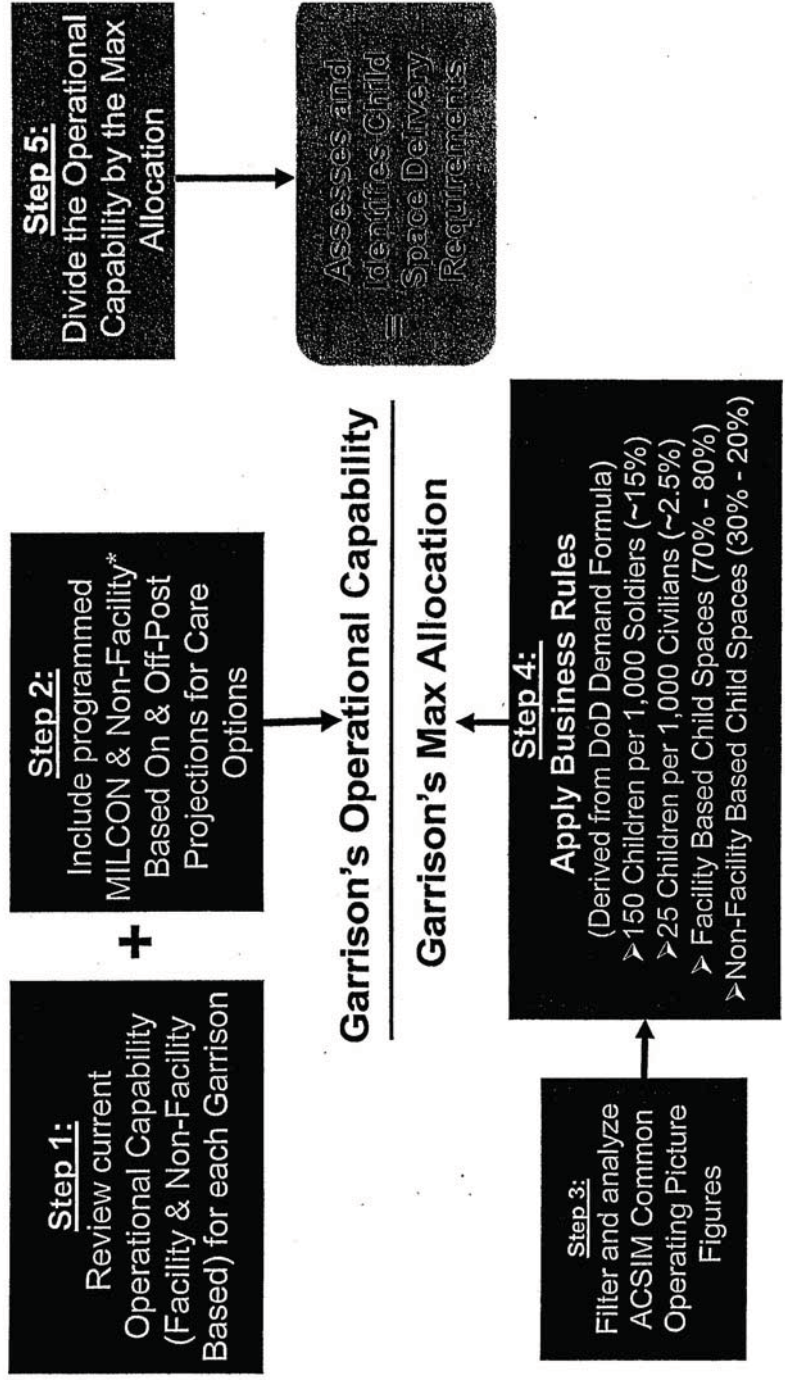 Step 1:
Review current
Operational Capability
(Facility & Non-Facility
Based) for each Garrison
+
Step 2:
Include programmed
MILCON & Non-Facility*
Based On & Off-Post
Projections for Care
Options
Step 5:
Divide the Operational
Capability by the Max
Allocation
Garrison's Operational Capability
Garrison's Max Allocation
=
Assesses and
Identifies Child
Space Delivery
Requirements
Step 3:
Filter and analyze
ACSIM Common
Operating Picture
Figures
Step 4:
Apply Business Rules
(Derived from DoD Demand Formula)
➢150 Children per 1,000 Soldiers (~15%)
➢25 Children per 1,000 Civilians (~2.5%)
➢ Facility Based Child Spaces (70% - 80%)
➢Non-Facility Based Child Spaces (30% - 20%)